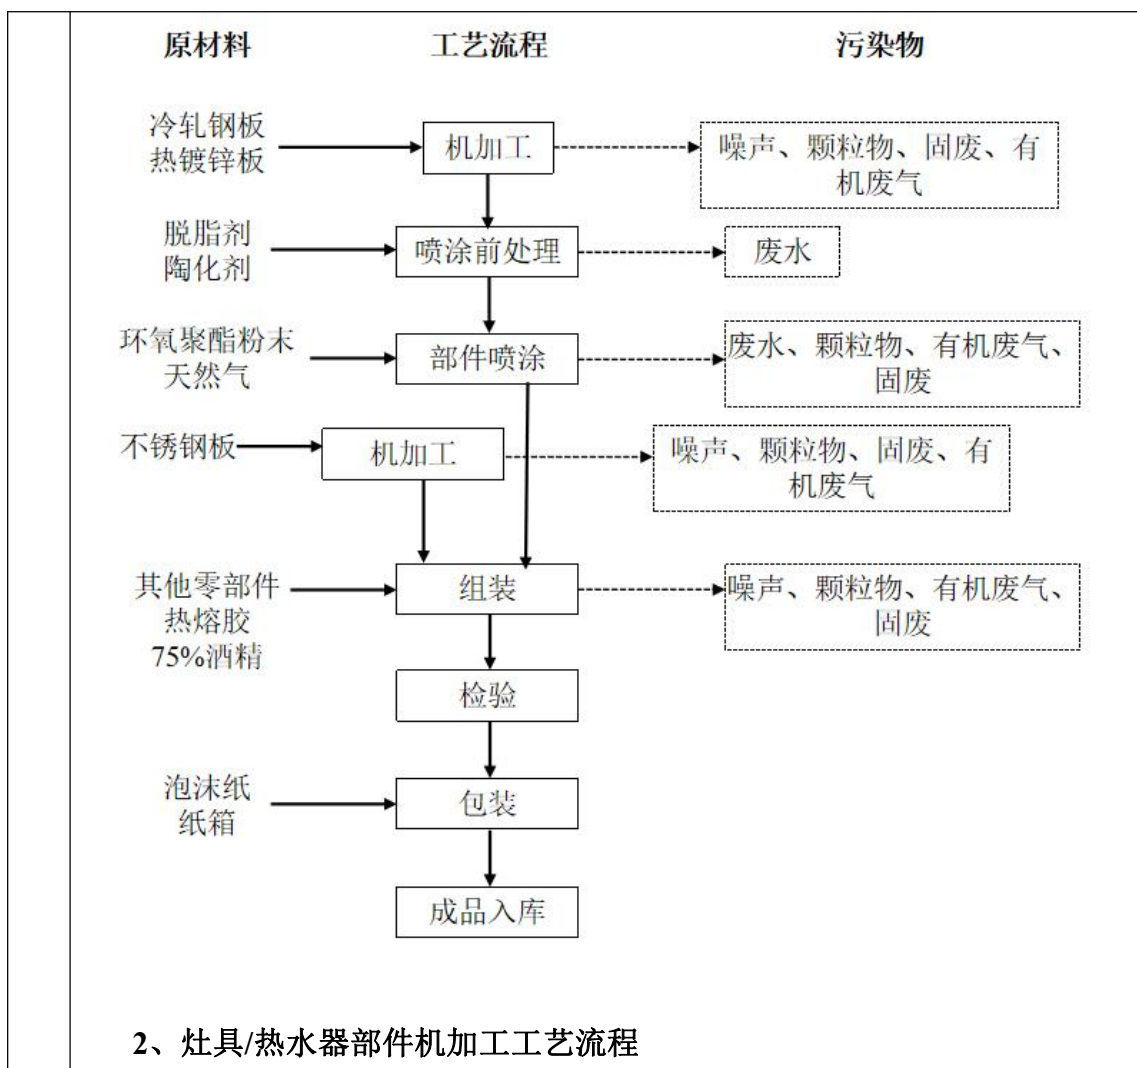 原材料 工艺流程 污染物
冷轧钢板
热镀锌板
机加工
噪声、颗粒物、固废、有
机废气
脱脂剂
陶化剂
喷涂前处理
废水
环氧聚酯粉末
天然气
部件喷涂
废水、颗粒物、有机废气、
固废
不锈钢板
机加工
噪声、颗粒物、固废、有
机废气
其他零部件
热熔胶
75%酒精
组装
噪声、颗粒物、有机废气、
固废
检验
泡沫纸
纸箱
包装
成品入库
2、灶具/热水器部件机加工工艺流程